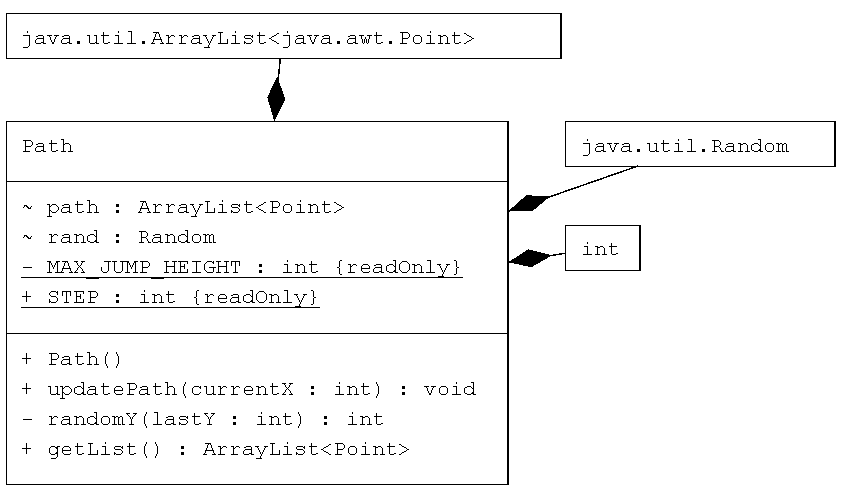 java.util.ArrayList<java.awt.Point>
Path
java.util.Random
~ path : ArrayList<Point>
~ rand : Random
- MAX_JUMP_HEIGHT : int {readOnly}
+ STEP : int {readOnly}
int
+ Path()
+ updatePath(currentX : int) : void
- randomY(lastY : int) : int
+ getList() : ArrayList<Point>